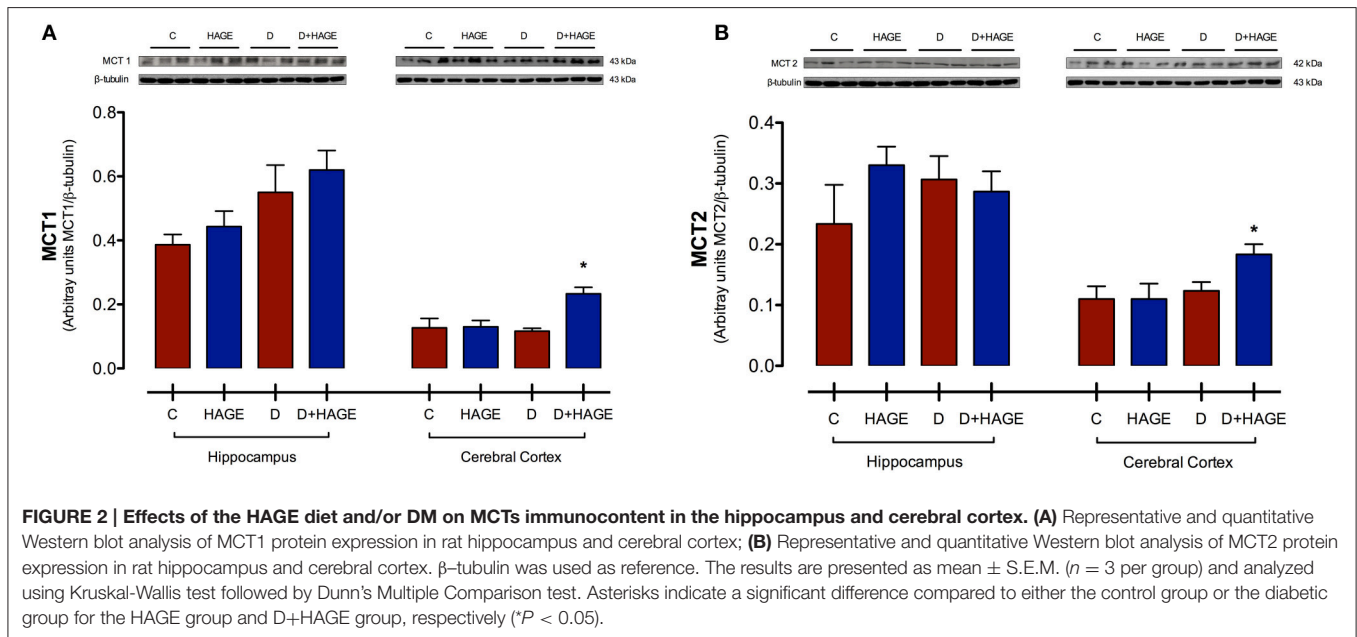 A
C HAGE D D+HAGE C HAGE D D+HAGE
MCT 1 43 kDa
β-tubulin 43 kDa
MCT1
(Arbitray units MCT1/β-tubulin)
0.8
0.6
0.4
0.2
0.0
*
C HAGE D D+HAGE C HAGE D D+HAGE
Hippocampus Cerebral Cortex
B
C HAGE D D+HAGE C HAGE D D+HAGE
MCT 2 42 kDa
β-tubulin 43 kDa
MCT2
(Arbitray units MCT2/β-tubulin)
0.4
0.3
0.2
0.1
0.0
*
C HAGE D D+HAGE C HAGE D D+HAGE
Hippocampus Cerebral Cortex
FIGURE 2 | Effects of the HAGE diet and/or DM on MCTs immunocontent in the hippocampus and cerebral cortex. (A) Representative and quantitative
Western blot analysis of MCT1 protein expression in rat hippocampus and cerebral cortex; (B) Representative and quantitative Western blot analysis of MCT2 protein
expression in rat hippocampus and cerebral cortex. β–tubulin was used as reference. The results are presented as mean ± S.E.M. (n = 3 per group) and analyzed
using Kruskal-Wallis test followed by Dunn's Multiple Comparison test. Asterisks indicate a significant difference compared to either the control group or the diabetic
group for the HAGE group and D+HAGE group, respectively (*P < 0.05).